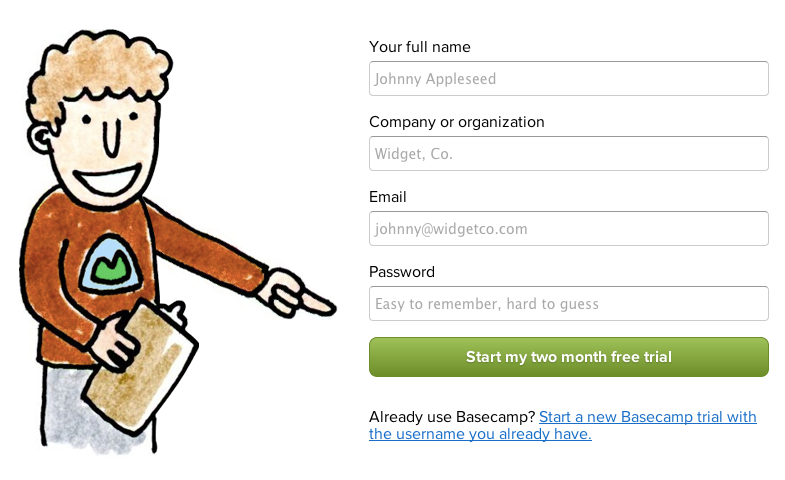 Your full name
Johnny Appleseed
Company or organization
Widget, Co.
Email
johnny@widgetco.com
Password
Easy to remember, hard to guess
Start my two month free trial
Already use Basecamp? Start a new Basecamp trial with
the username you already have.